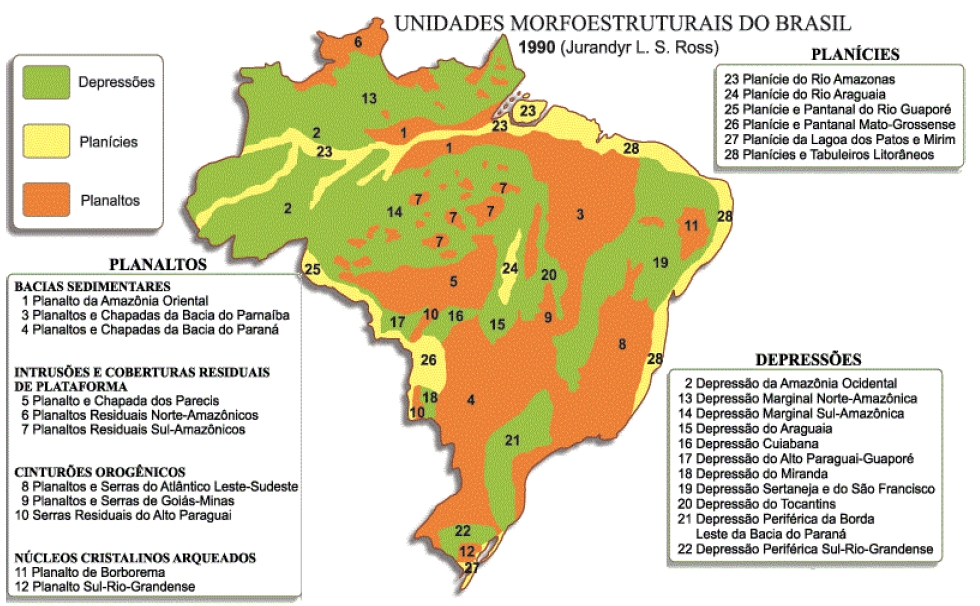 UNIDADES MORFOESTRUTURAIS DO BRASIL
1990 (Jurandyr L. S. Ross)
Depressões
Planícies
Planaltos
PLANÍCIES
23 Planície do Rio Amazonas
24 Planície do Rio Araguaia
25 Planície e Pantanal do Rio Guaporé
26 Planície e Pantanal Mato-Grossense
27 Planície da Lagoa dos Patos e Mirim
28 Planícies e Tabuleiros Litorâneos
PLANALTOS
BACIAS SEDIMENTARES
1 Planalto da Amazônia Oriental
3 Planaltos e Chapadas da Bacia do Parnaíba
4 Planaltos e Chapadas da Bacia do Paraná
INTRUSÕES E COBERTURAS RESIDUAIS
DE PLATAFORMA
5 Planalto e Chapada dos Parecis
6 Planaltos Residuais Norte-Amazônicos
7 Planaltos Residuais Sul-Amazônicos
CINTURÕES OROGÊNICOS
8 Planaltos e Serras do Atlântico Leste-Sudeste
9 Planaltos e Serras de Goiás-Minas
10 Serras Residuais do Alto Paraguai
NÚCLEOS CRISTALINOS ARQUEADOS
11 Planalto de Borborema
12 Planalto Sul-Rio-Grandense
DEPRESSÕES
2 Depressão da Amazônia Ocidental
13 Depressão Marginal Norte-Amazônica
14 Depressão Marginal Sul-Amazônica
15 Depressão do Araguaia
16 Depressão Cuiabana
17 Depressão do Alto Paraguai-Guaporé
18 Depressão do Miranda
19 Depressão Sertaneja e do São Francisco
20 Depressão do Tocantins
21 Depressão Periférica da Borda
Leste da Bacia do Paraná
22 Depressão Periférica Sul-Rio-Grandense
6
13
23
2
1
23
23
1
28
7
7
7
7
2
14
3
28
11
7
19
25
24
5
20
10
16
17
15
9
8
26
28
18
10
4
21
22
12
27